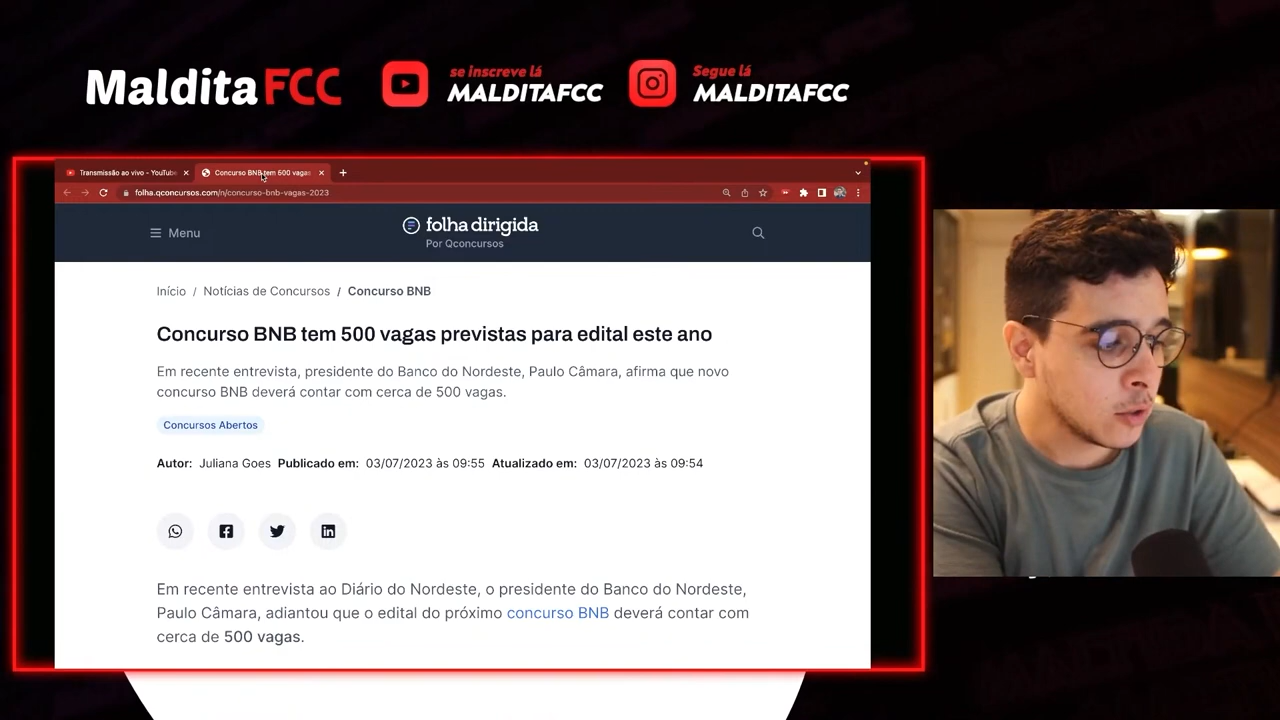 MalditaFCC
se inscreve lá
MALDITAFCC
Segue lá
MALDITAFCC
Transmissão ao vivo - YouTube
Concurso BNB tem 500 vagas
folha.qconcursos.com/n/concurso-bnb-vagas-2023
Menu
folha dirigida
Por Qconcursos
Início / Notícias de Concursos / Concurso BNB
Concurso BNB tem 500 vagas previstas para edital este ano
Em recente entrevista, presidente do Banco do Nordeste, Paulo Câmara, afirma que novo
concurso BNB deverá contar com cerca de 500 vagas.
Concursos Abertos
Autor: Juliana Goes Publicado em: 03/07/2023 às 09:55 Atualizado em: 03/07/2023 às 09:54
Em recente entrevista ao Diário do Nordeste, o presidente do Banco do Nordeste,
Paulo Câmara, adiantou que o edital do próximo concurso BNB deverá contar com
cerca de 500 vagas.